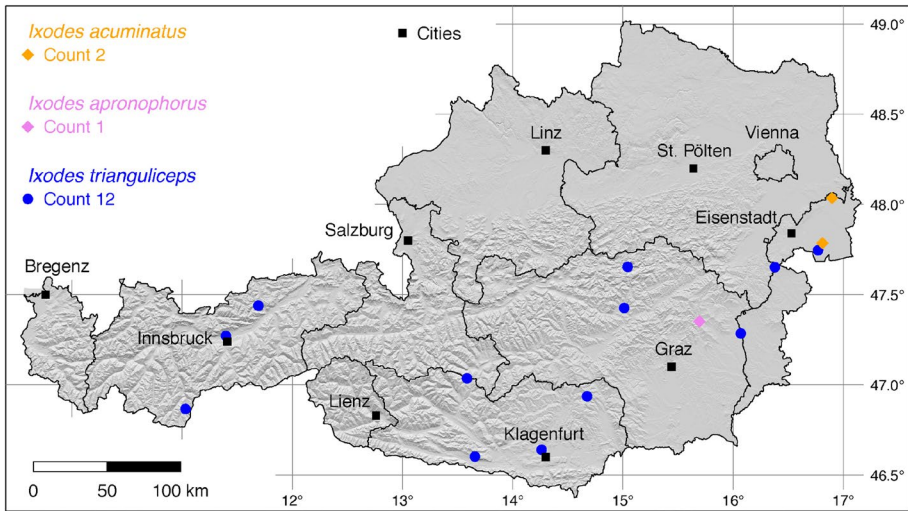 Ixodes acuminatus
Count 2
Ixodes apronophorus
Count 1
Ixodes trianguliceps
Count 12
Cities
Linz
Vienna
St. Pölten
Salzburg
Eisenstadt
Bregenz
Innsbruck
Graz
Lienz
Klagenfurt
49.0°
48.5°
48.0°
47.5°
47.0°
46.5°
0 50 100 km
12° 13° 14° 15° 16° 17°